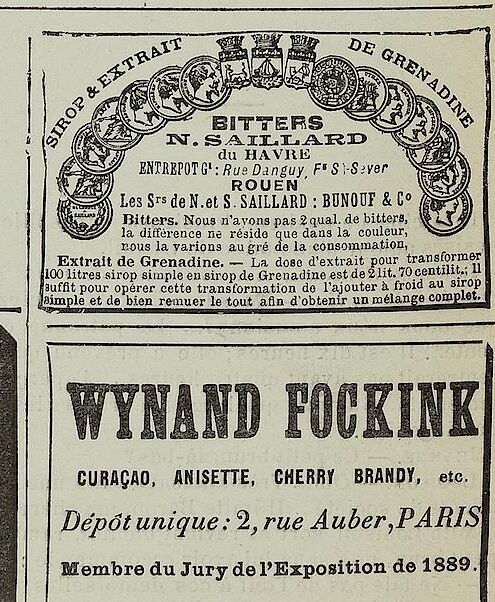 SIROP & EXTRAIT DE GRENADINE
BITTERS
N. SAILLARD
du HAVRE
ENTREPOT Gᵗ : Rue Danguy, Fᵍ Sᵗ-Sever
ROUEN
Les Sʳˢ de N. et S. SAILLARD : BUNOUF & Cᵒ
Bitters. Nous n'avons pas 2 qual. de bitters,
la différence ne réside que dans la couleur,
nous la varions au gré de la consommation,
Extrait de Grenadine. — La dose d'extrait pour transformer
100 litres sirop simple en sirop de Grenadine est de 2 lit. 70 centilit.; Il
suffit pour opérer cette transformation de l'ajouter à froid au sirop
simple et de bien remuer le tout afin d'obtenir un mélange complet.
WYNAND FOCKINK
CURAÇAO, ANISETTE, CHERRY BRANDY, etc.
Dépôt unique : 2, rue Auber, PARIS
Membre du Jury de l'Exposition de 1889.